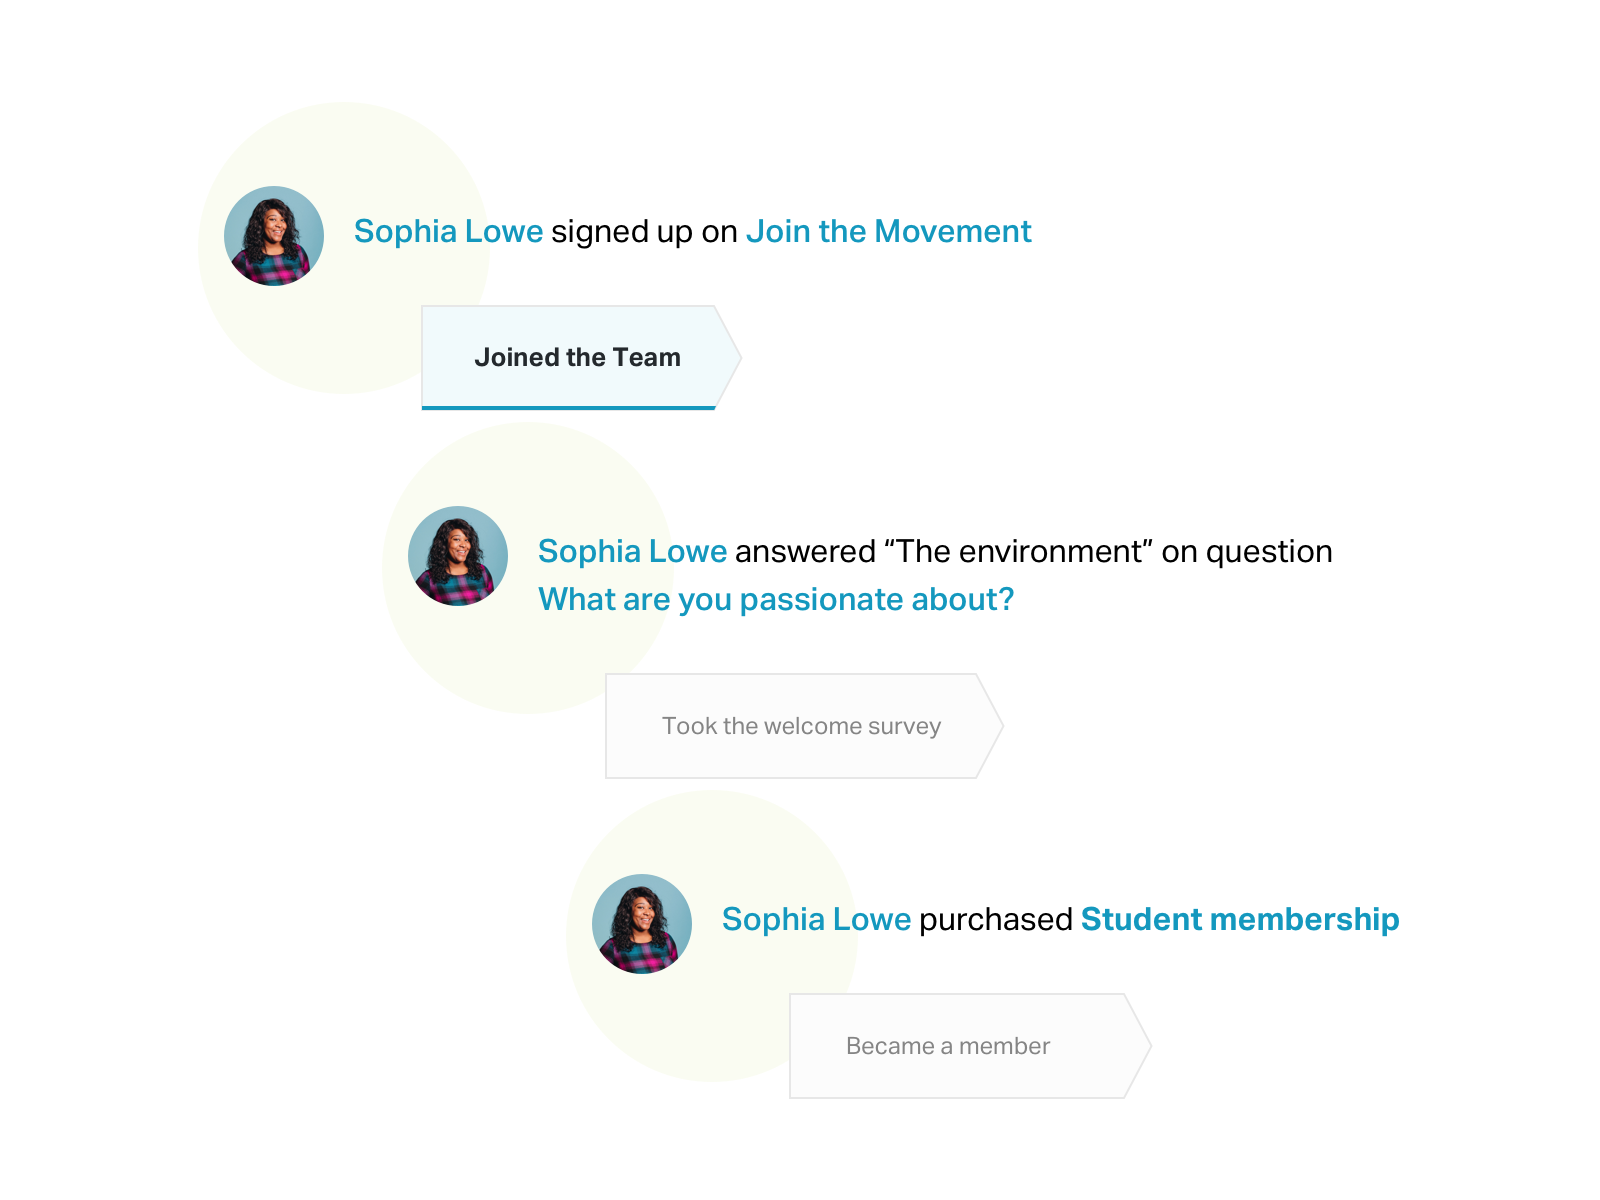 Sophia Lowe signed up on Join the Movement
Joined the Team
Sophia Lowe answered “The environment” on question
What are you passionate about?
Took the welcome survey
Sophia Lowe purchased Student membership
Became a member